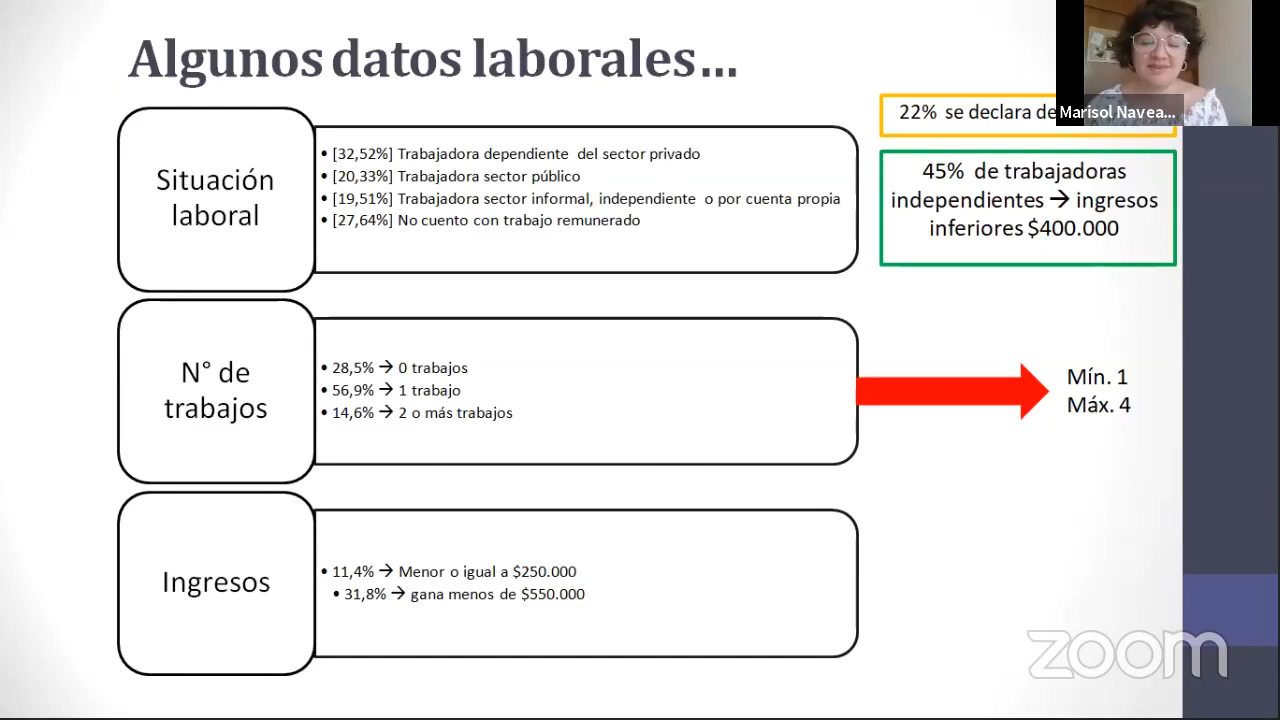 Algunos datos laborales...
22% se declara de
Marisol Navea...
Situación
laboral
• [32,52%] Trabajadora dependiente del sector privado
• [20,33%] Trabajadora sector público
• [19,51%] Trabajadora sector informal, independiente o por cuenta propia
• [27,64%] No cuento con trabajo remunerado
45% de trabajadoras
independientes → ingresos
inferiores $400.000
N° de
trabajos
• 28,5% → 0 trabajos
• 56,9% → 1 trabajo
• 14,6% → 2 o más trabajos
Mín. 1
Máx. 4
Ingresos
• 11,4% → Menor o igual a $250.000
• 31,8% → gana menos de $550.000
zoom